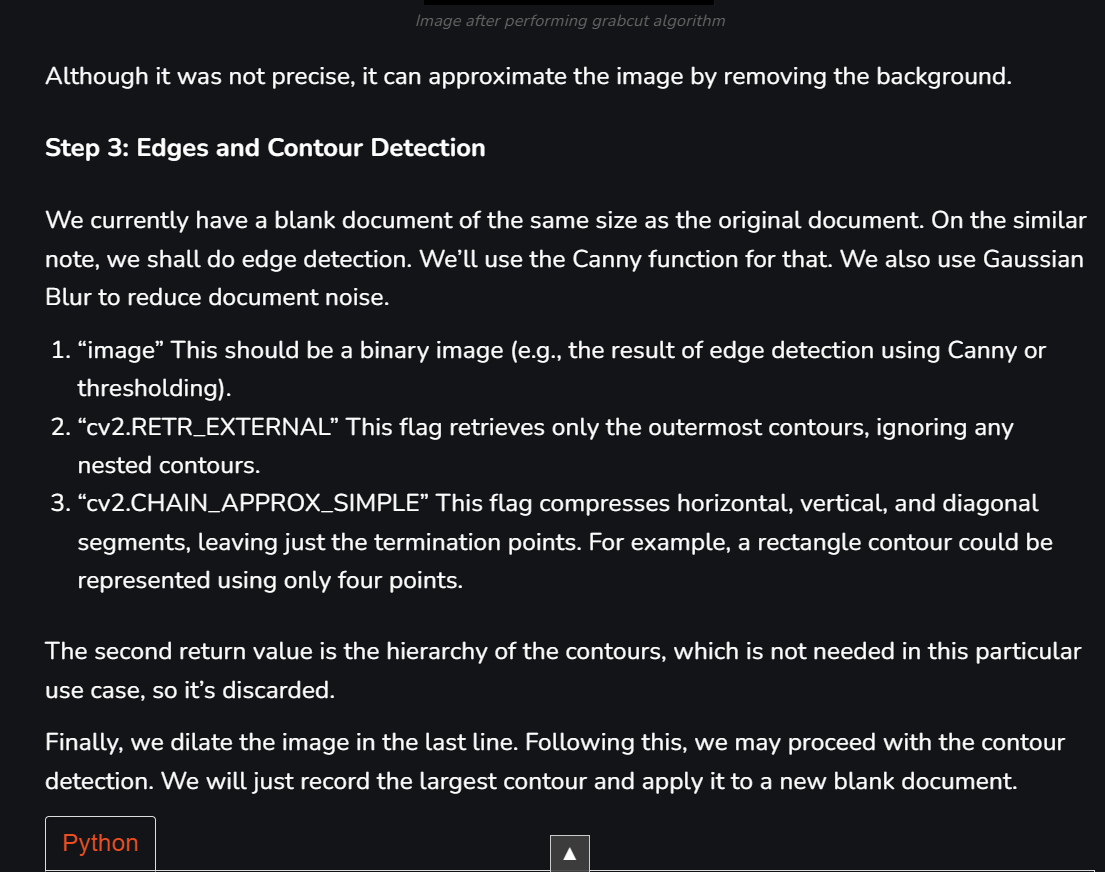 Image after performing grabcut algorithm
Although it was not precise, it can approximate the image by removing the background.
Step 3: Edges and Contour Detection
We currently have a blank document of the same size as the original document. On the similar
note, we shall do edge detection. We’ll use the Canny function for that. We also use Gaussian
Blur to reduce document noise.
1. “image” This should be a binary image (e.g., the result of edge detection using Canny or
thresholding).
2. “cv2.RETR_EXTERNAL” This flag retrieves only the outermost contours, ignoring any
nested contours.
3. “cv2.CHAIN_APPROX_SIMPLE” This flag compresses horizontal, vertical, and diagonal
segments, leaving just the termination points. For example, a rectangle contour could be
represented using only four points.
The second return value is the hierarchy of the contours, which is not needed in this particular
use case, so it’s discarded.
Finally, we dilate the image in the last line. Following this, we may proceed with the contour
detection. We will just record the largest contour and apply it to a new blank document.
Python